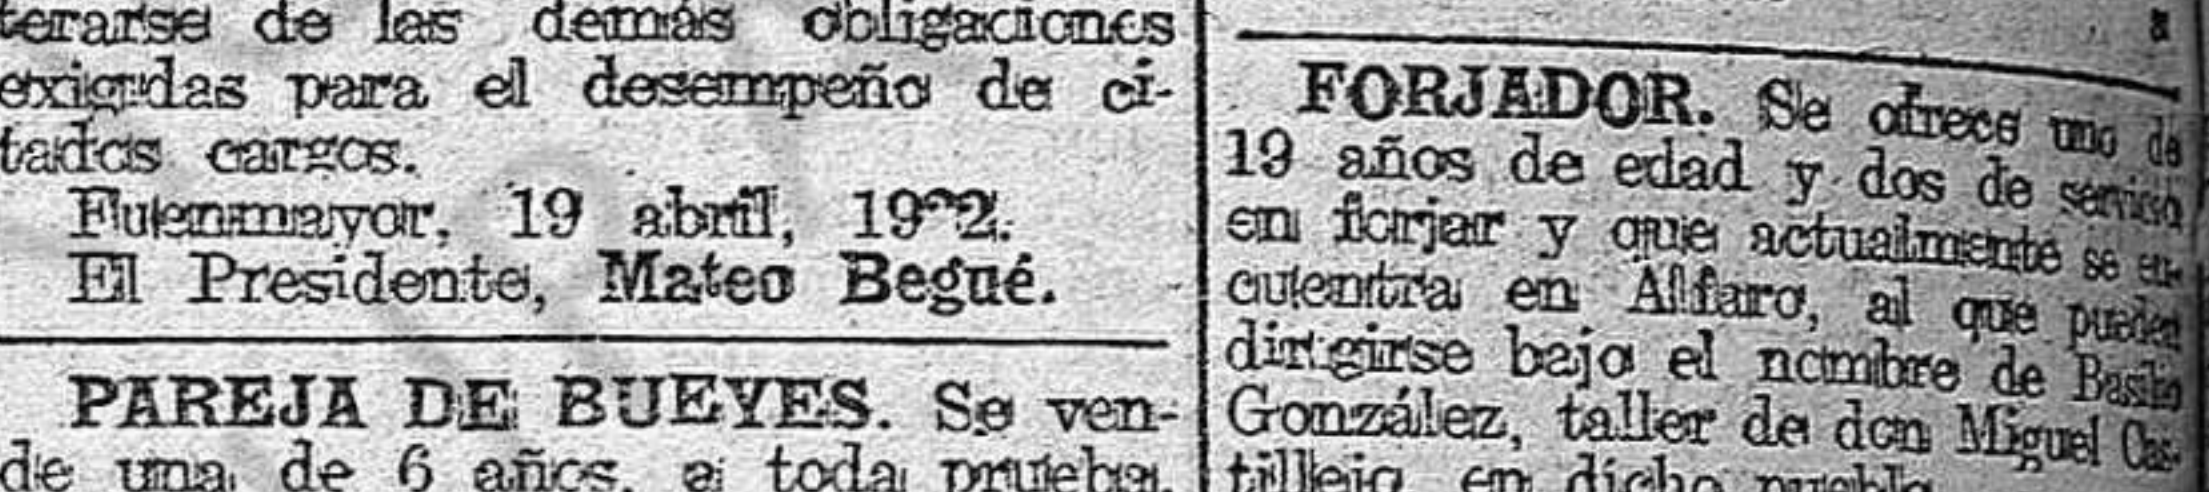 terarse de las demás obligaciones
exigidas para el desempeño de ci-
tados cargos.
Fuenmayor, 19 abril, 1922.
El Presidente, Mateo Begué.
PAREJA DE BUEYES. Se ven-
de una de 6 años, a toda prueba,
FORJADOR. Se ofrece uno de
19 años de edad y dos de servicio
en forjar y que actualmente se en-
cuentra en Alfaro, al que pueden
dirigirse bajo el nombre de Basilio
González, taller de don Miguel Cas-
tillejo, en dicho pueblo